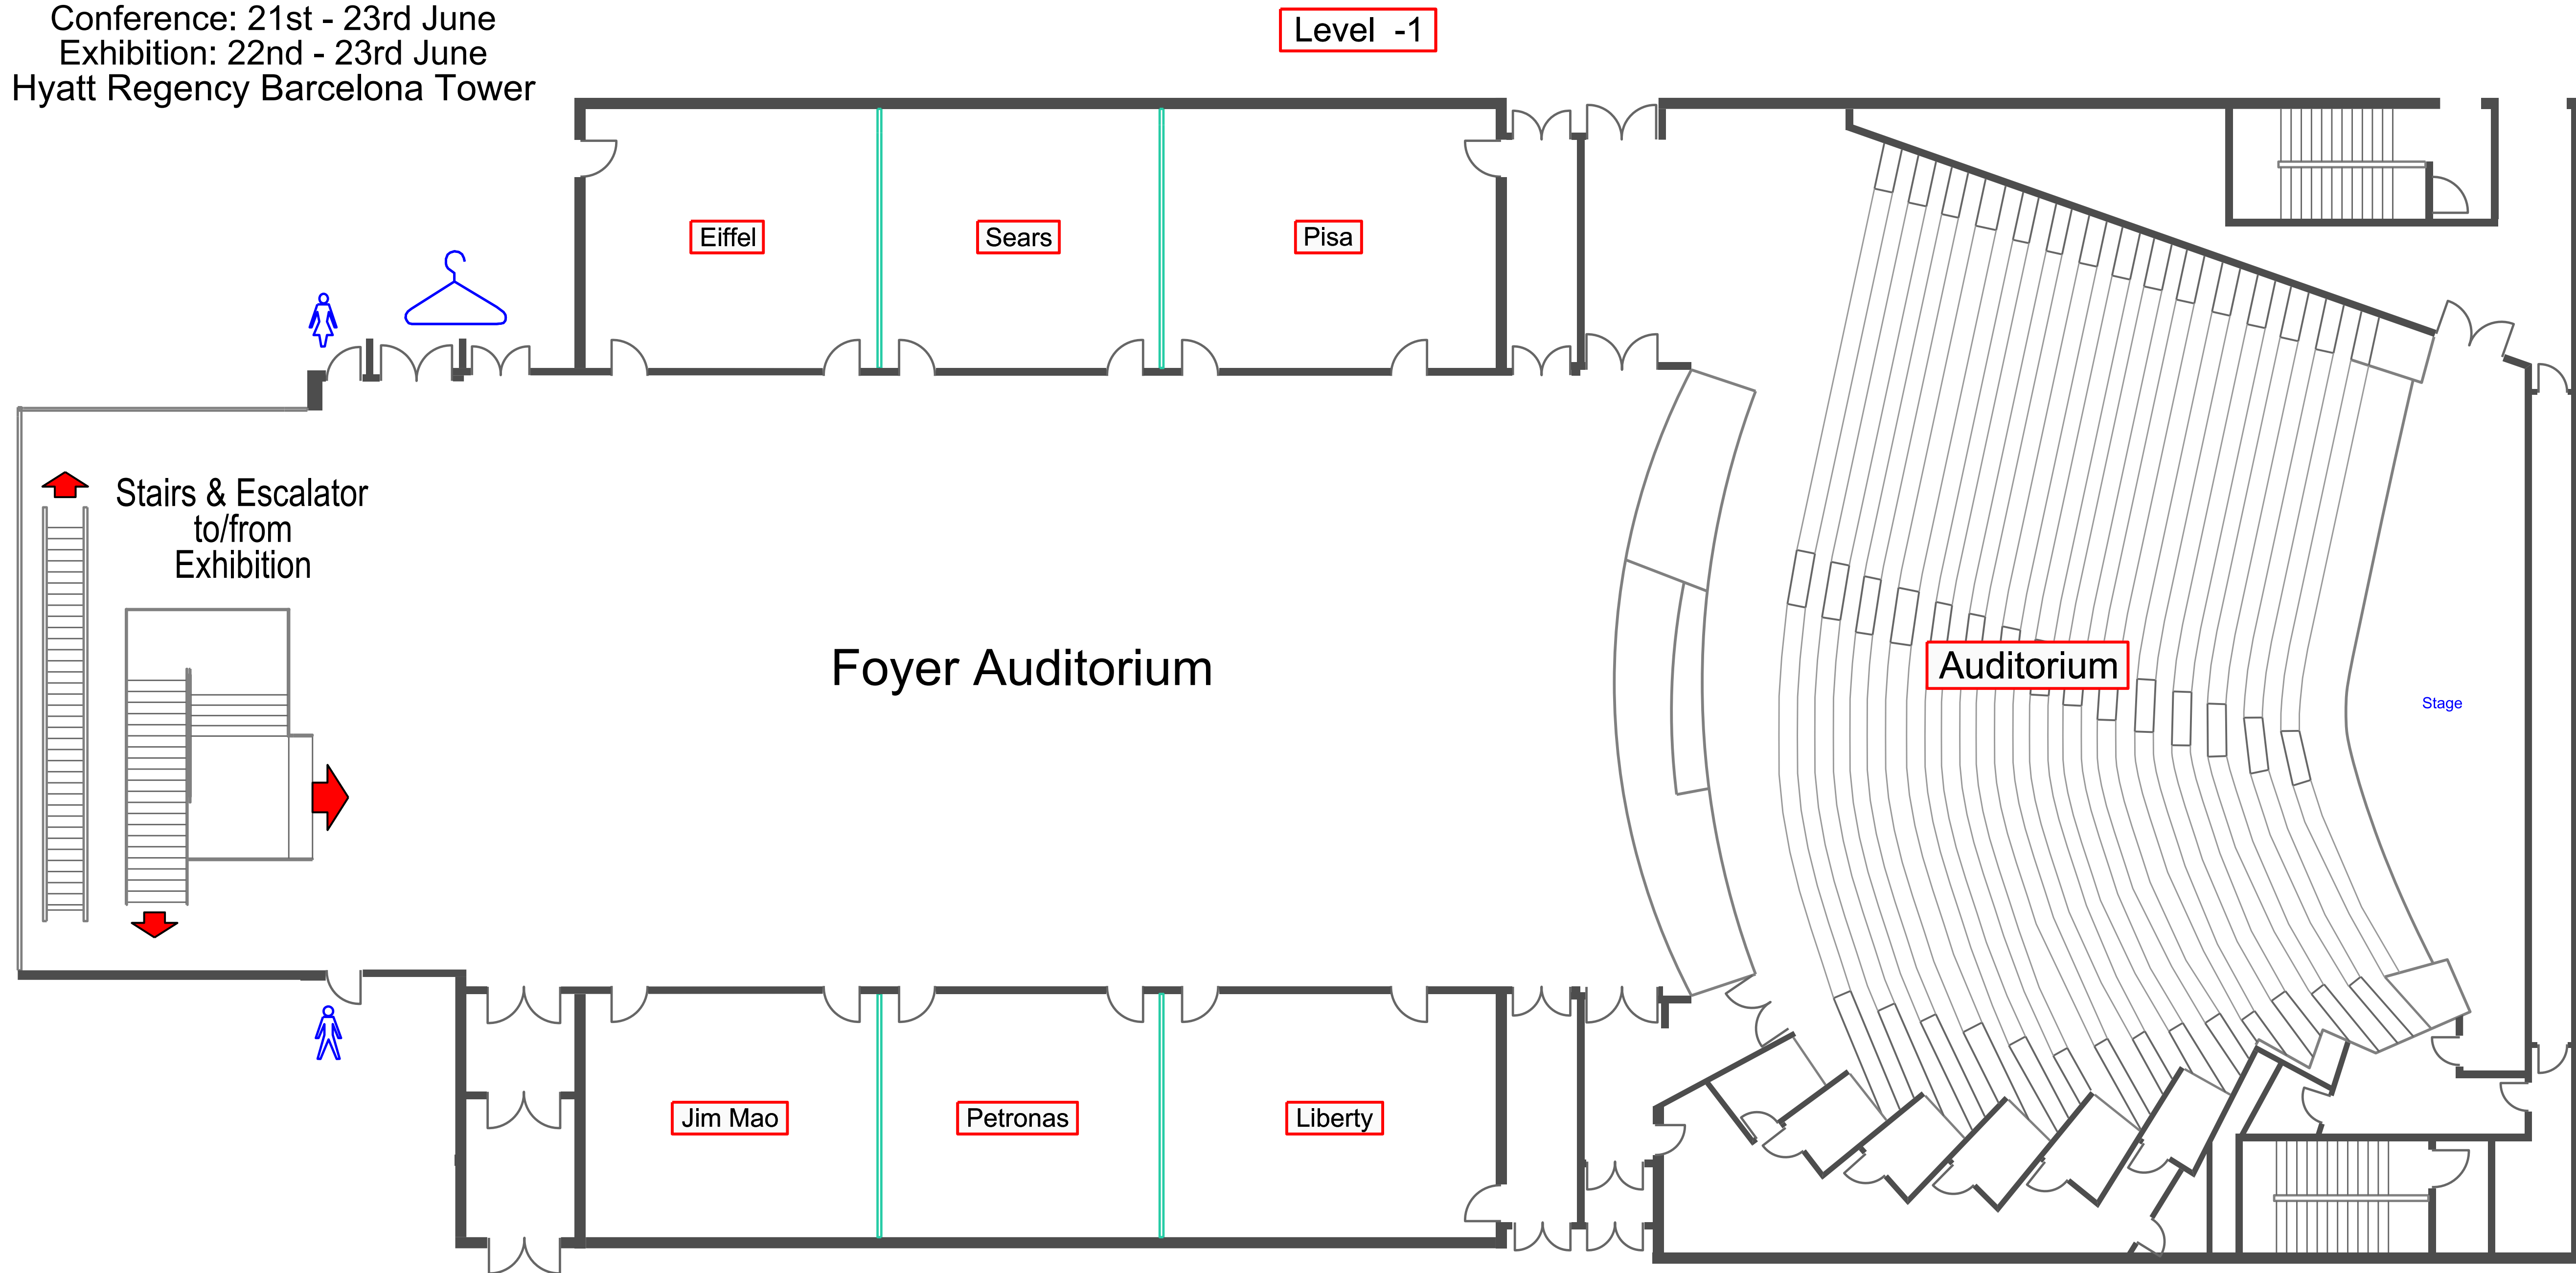 Conference: 21st - 23rd June
Exhibition: 22nd - 23rd June
Hyatt Regency Barcelona Tower
Level -1
Eiffel
Sears
Pisa
Stairs & Escalator
to/from
Exhibition
Foyer Auditorium
Auditorium
Stage
Jim Mao
Petronas
Liberty